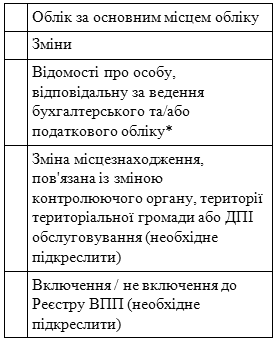 Облік за основним місцем обліку
Зміни
Відомості про особу,
відповідальну за ведення
бухгалтерського та/або
податкового обліку*
Зміна місцезнаходження,
пов'язана із зміною
контролюючого органу, території
територіальної громади або ДПІ
обслуговування (необхідне
підкреслити)
Включення / не включення до
Реєстру ВПП (необхідне
підкреслити)